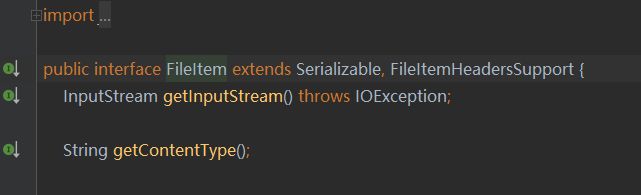 import ...
public interface FileItem extends Serializable, FileItemHeadersSupport {
InputStream getInputStream() throws IOException;
String getContentType();